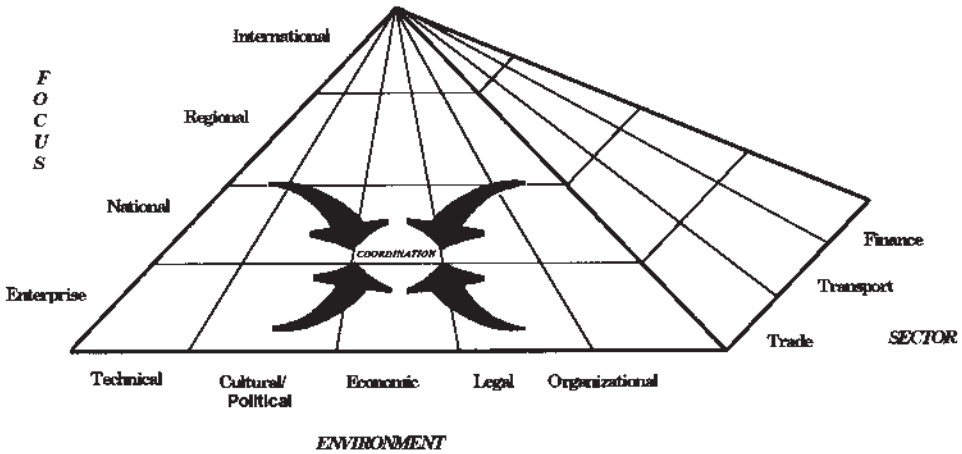 International
F
O
C
U
S
Regional
National
COORDINATION
Finance
Enterprise
Transport
Trade
SECTOR
Technical
Cultural/
Political
Economic
Legal
Organizational
ENVIRONMENT